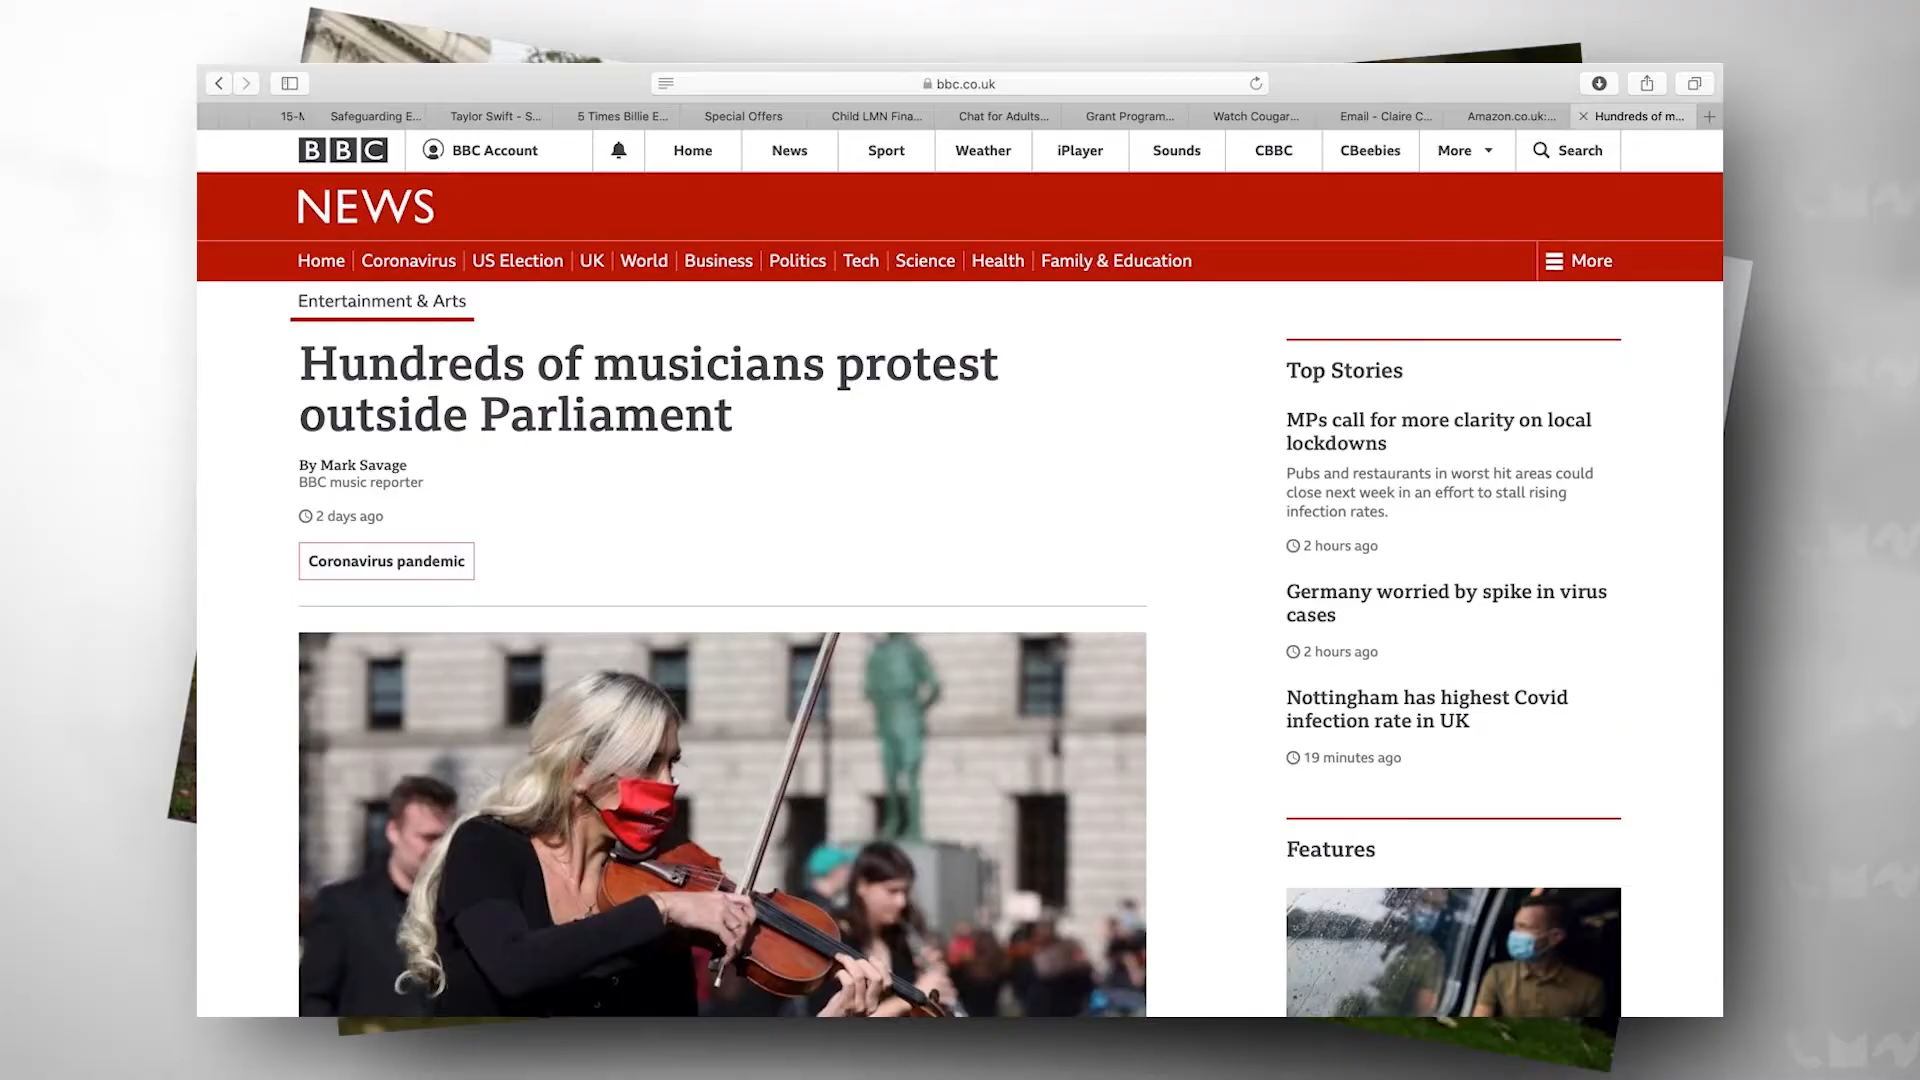 bbc.co.uk
15-M
Safeguarding E...
Taylor Swift - S...
5 Times Billie E...
Special Offers
Child LMN Fina...
Chat for Adults...
Grant Program...
Watch Cougar...
Email - Claire C...
Amazon.co.uk:...
Hundreds of m...
BBC
BBC Account
Home
News
Sport
Weather
iPlayer
Sounds
CBBC
CBeebies
More
Search
NEWS
Home
Coronavirus
US Election
UK
World
Business
Politics
Tech
Science
Health
Family & Education
More
Entertainment & Arts
Hundreds of musicians protest
outside Parliament
By Mark Savage
BBC music reporter
2 days ago
Coronavirus pandemic
Top Stories
MPs call for more clarity on local
lockdowns
Pubs and restaurants in worst hit areas could
close next week in an effort to stall rising
infection rates.
2 hours ago
Germany worried by spike in virus
cases
2 hours ago
Nottingham has highest Covid
infection rate in UK
19 minutes ago
Features